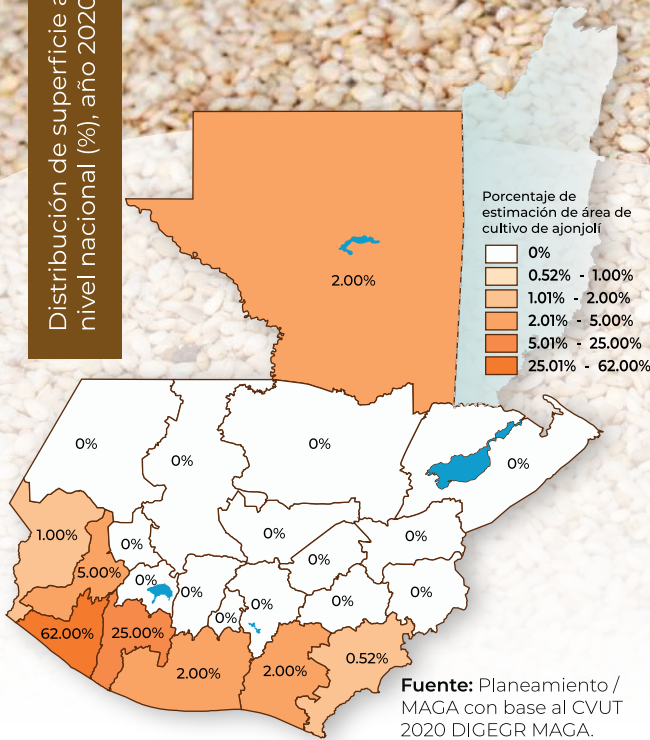 Distribución de superficie a
nivel nacional (%), año 2020
Porcentaje de
estimación de área de
cultivo de ajonjolí
0%
0.52% - 1.00%
1.01% - 2.00%
2.01% - 5.00%
5.01% - 25.00%
25.01% - 62.00%
2.00%
0%
0%
0%
0%
1.00%
0%
0%
0%
0%
5.00%
0%
0%
0%
0%
0%
0%
62.00%
25.00%
2.00%
2.00%
0.52%
Fuente: Planeamiento /
MAGA con base al CVUT
2020 DIGEGR MAGA.